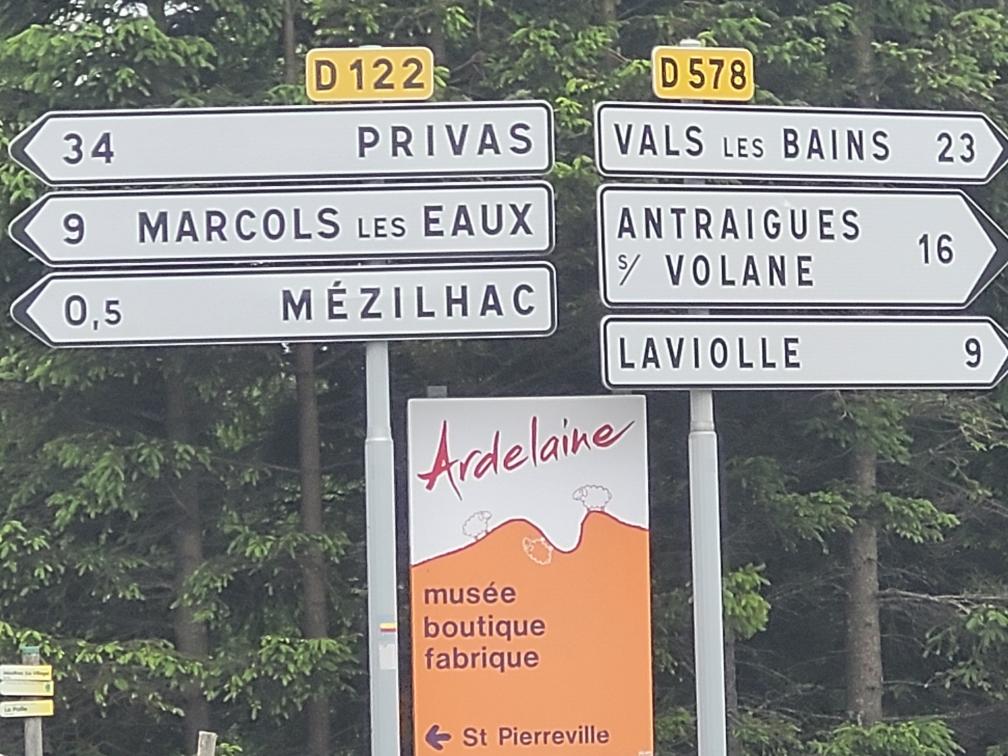 D 122
34 PRIVAS
9 MARCOLS LES EAUX
0,5 MÉZILHAC
D 578
VALS LES BAINS 23
ANTRAIGUES
S/ VOLANE 16
LAVIOLLE 9
Ardelaine
musée
boutique
fabrique
St Pierreville